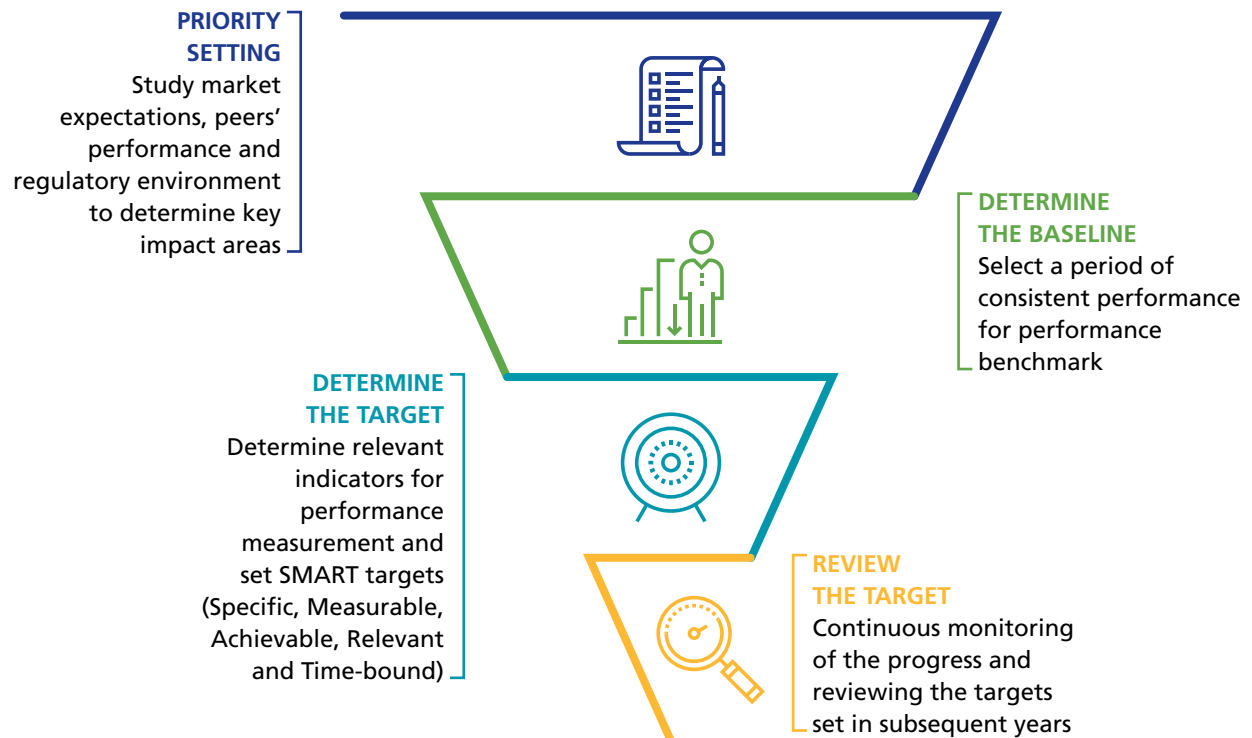 PRIORITY
SETTING
Study market
expectations, peers’
performance and
regulatory environment
to determine key
impact areas
DETERMINE
THE BASELINE
Select a period of
consistent performance
for performance
benchmark
DETERMINE
THE TARGET
Determine relevant
indicators for
performance
measurement and
set SMART targets
(Specific, Measurable,
Achievable, Relevant
and Time-bound)
REVIEW
THE TARGET
Continuous monitoring
of the progress and
reviewing the targets
set in subsequent years